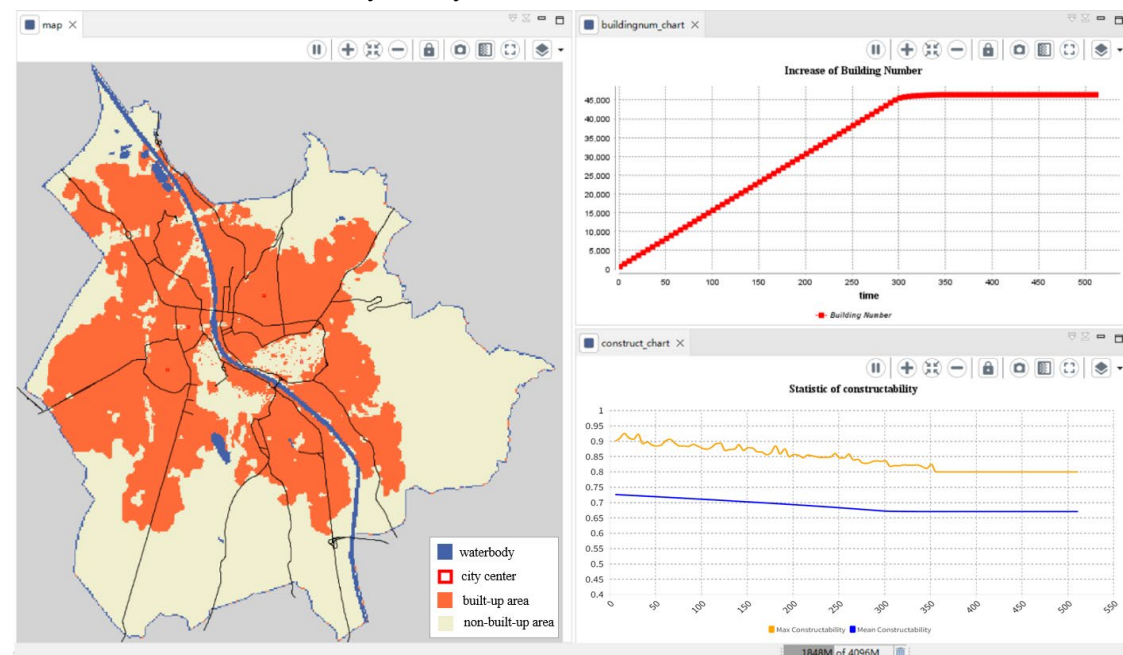 map
waterbody
city center
built-up area
non-built-up area
buildingnum_chart
Increase of Building Number
45.000
40.000
35.000
30.000
25.000
20.000
15.000
10.000
5.000
0
0 50 100 150 200 250 300 350 400 450 500
time
Building Number
construct_chart
Statistic of constructability
1
0.95
0.9
0.85
0.8
0.75
0.7
0.65
0.6
0.55
0.5
0.45
0.4
0 50 100 150 200 250 300 350 400 450 500 550
Max Constructability Mean Constructability
1848M of 4096M